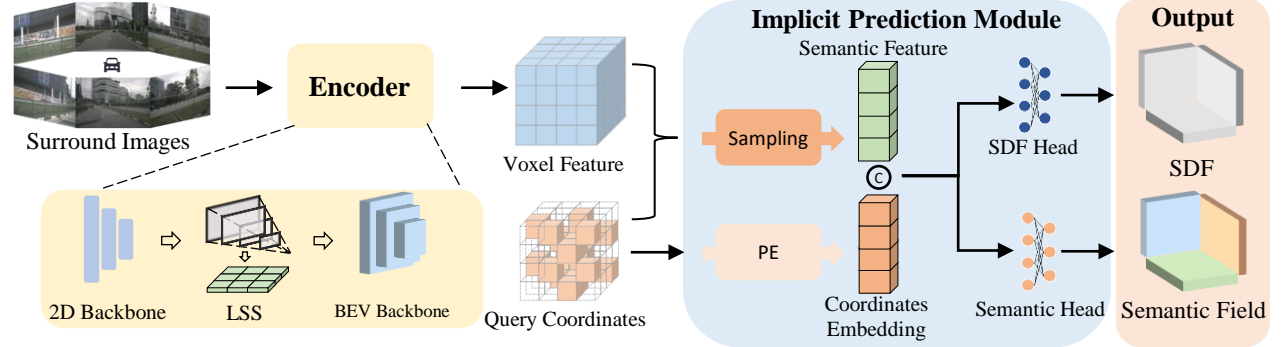 Implicit Prediction Module
Output
Semantic Feature
Encoder
Sampling
Surround Images
Voxel Feature
SDF Head
SDF
C
PE
2D Backbone
LSS
BEV Backbone
Query Coordinates
Coordinates
Embedding
Semantic Head
Semantic Field